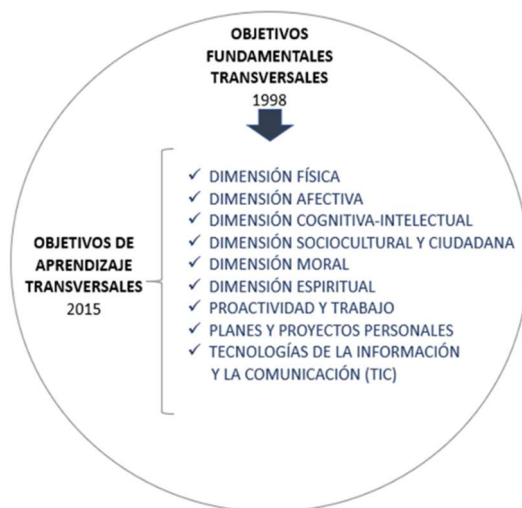 OBJETIVOS
FUNDAMENTALES
TRANSVERSALES
1998
OBJETIVOS DE
APRENDIZAJE
TRANSVERSALES
2015
✓ DIMENSIÓN FÍSICA
✓ DIMENSIÓN AFECTIVA
✓ DIMENSIÓN COGNITIVA-INTELECTUAL
✓ DIMENSIÓN SOCIOCULTURAL Y CIUDADANA
✓ DIMENSIÓN MORAL
✓ DIMENSIÓN ESPIRITUAL
✓ PROACTIVIDAD Y TRABAJO
✓ PLANES Y PROYECTOS PERSONALES
✓ TECNOLOGÍAS DE LA INFORMACIÓN
Y LA COMUNICACIÓN (TIC)